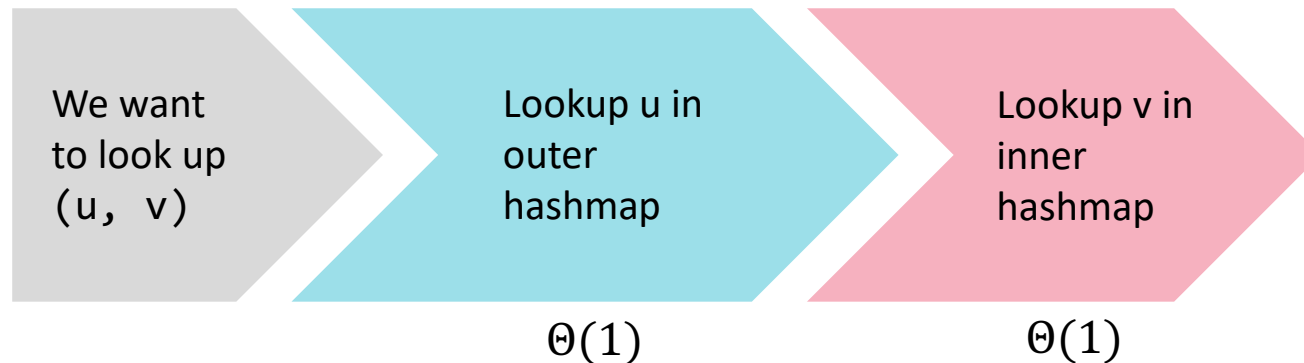 We want
to look up
(u, v)
Lookup u in
outer
hashmap
Lookup v in
inner
hashmap
Θ(1)
Θ(1)